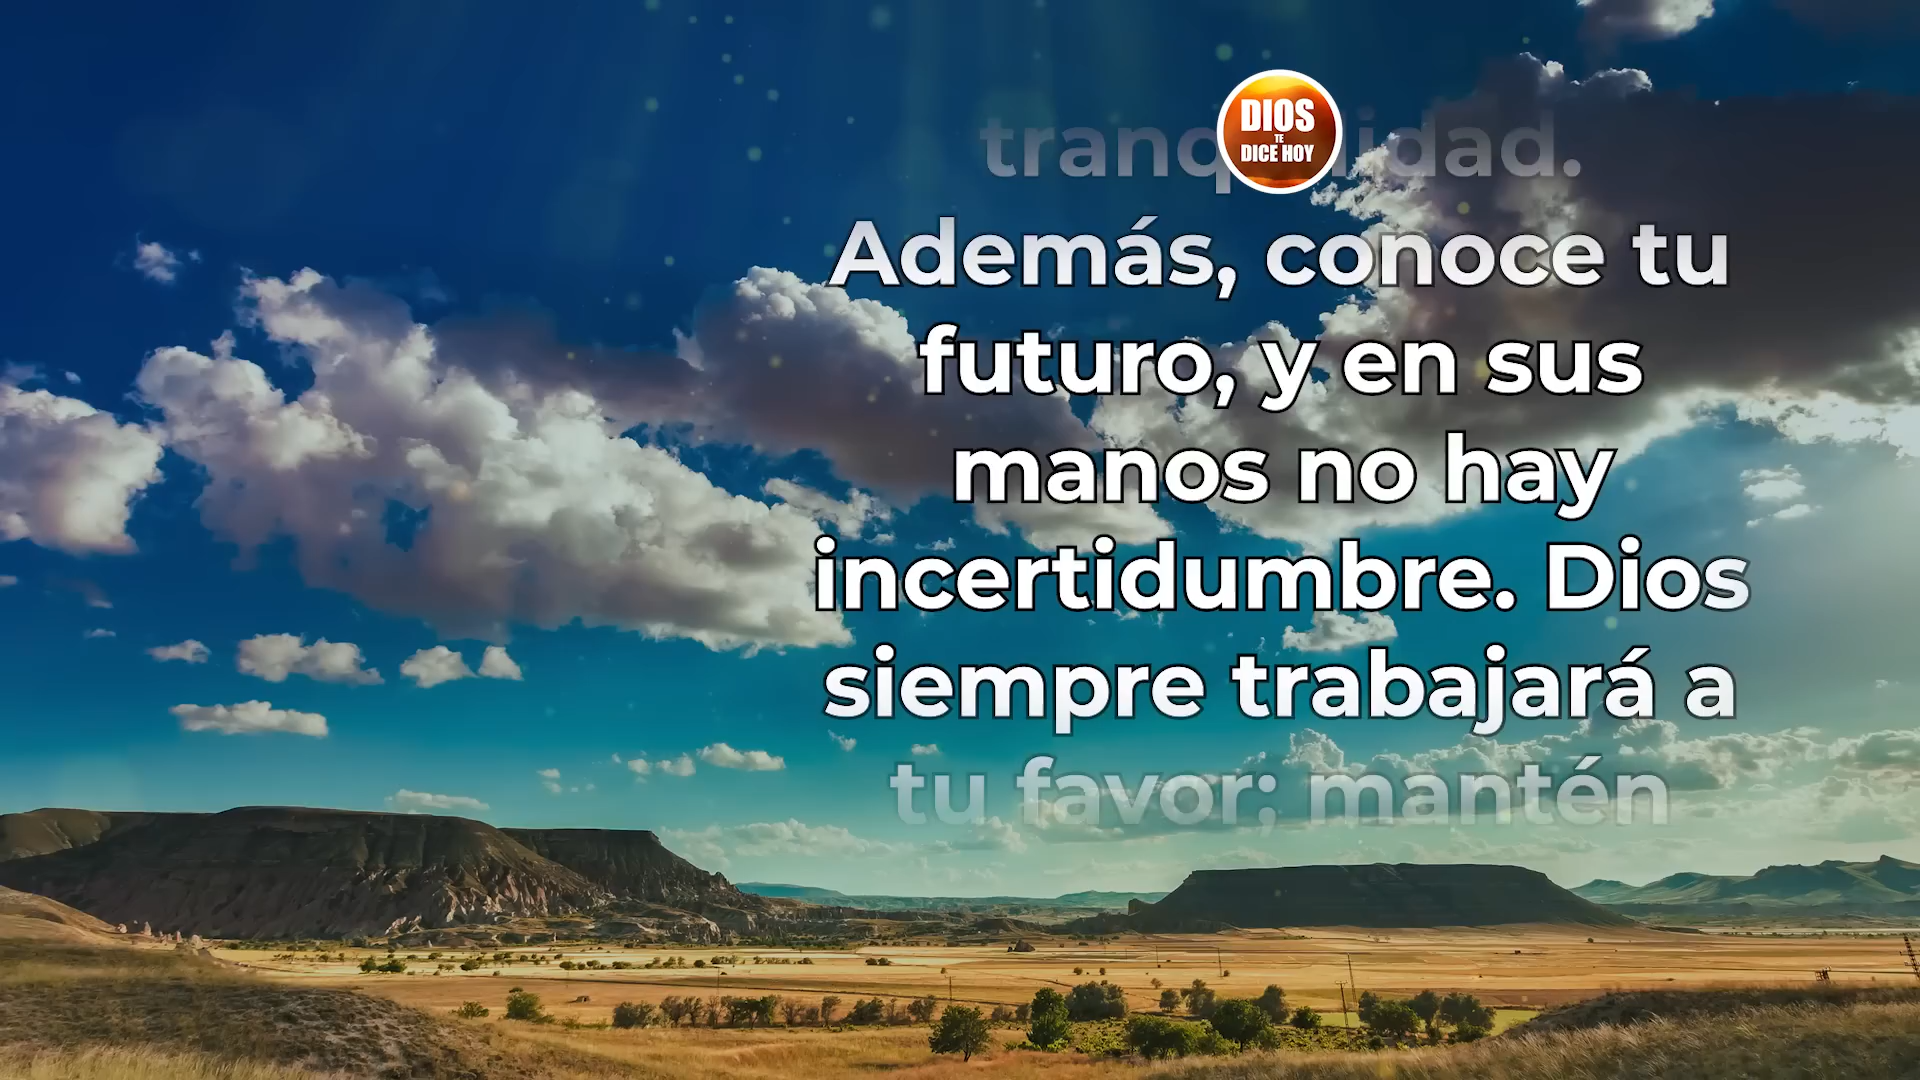 DIOS
TE
DICE HOY
tranquilidad.
Además, conoce tu
futuro, y en sus
manos no hay
incertidumbre. Dios
siempre trabajará a
tu favor; mantén